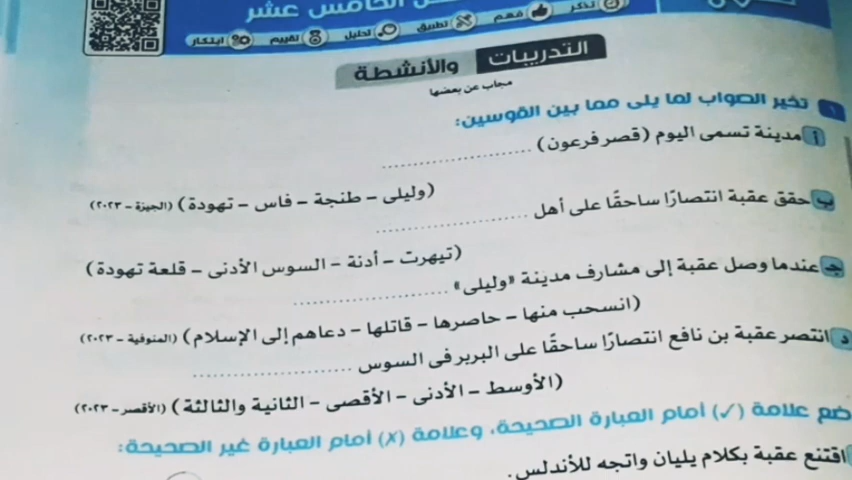 الخامس عشر
تذكر فهم تطبيق تحليل تقييم ابتكار
التدريبات والأنشطة
مجاب عن بعضها
١ تخير الصواب لما يلى مما بين القوسين:
أ مدينة تسمى اليوم (قصر فرعون) ..............
(وليلى - طنجة - فاس - تهودة) (الجيزة - ٢٠٢٣)
ب حقق عقبة انتصارًا ساحقًا على أهل ..............
(تيهرت - أدنة - السوس الأدنى - قلعة تهودة)
جـ عندما وصل عقبة إلى مشارف مدينة «وليلى» ..............
(انسحب منها - حاصرها - قاتلها - دعاهم إلى الإسلام) (المنوفية - ٢٠٢٣)
د انتصر عقبة بن نافع انتصارًا ساحقًا على البربر فى السوس ..............
(الأوسط - الأدنى - الأقصى - الثانية والثالثة) (الأقصر - ٢٠٢٣)
ضع علامة (✓) أمام العبارة الصحيحة، وعلامة (✗) أمام العبارة غير الصحيحة:
اقتنع عقبة بكلام يليان واتجه للأندلس.